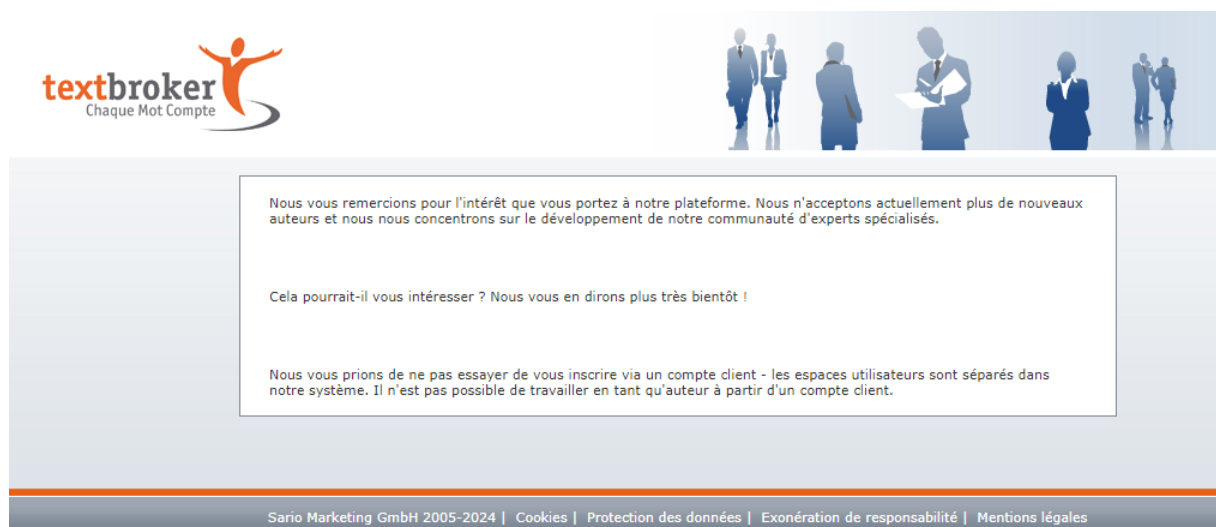 textbroker
Chaque Mot Compte
Nous vous remercions pour l'intérêt que vous portez à notre plateforme. Nous n'acceptons actuellement plus de nouveaux
auteurs et nous nous concentrons sur le développement de notre communauté d'experts spécialisés.
Cela pourrait-il vous intéresser ? Nous vous en dirons plus très bientôt !
Nous vous prions de ne pas essayer de vous inscrire via un compte client - les espaces utilisateurs sont séparés dans
notre système. Il n'est pas possible de travailler en tant qu'auteur à partir d'un compte client.
Sario Marketing GmbH 2005-2024 | Cookies | Protection des données | Exonération de responsabilité | Mentions légales